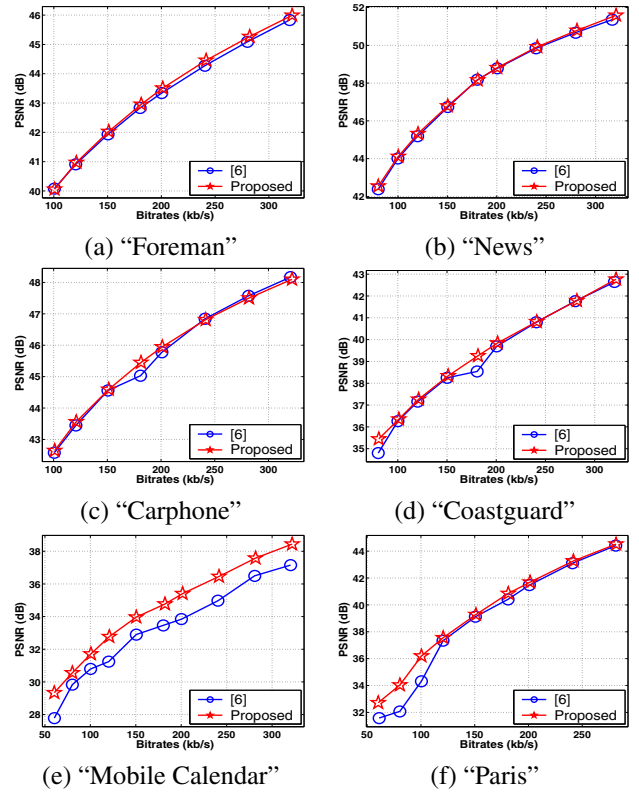 46
45
44
43
42
41
40
PSNR (dB)
100 150 200 250 300
Bitrates (kb/s)
[6]
Proposed
(a) “Foreman”
52
50
48
46
44
42
PSNR (dB)
100 150 200 250 300
Bitrates (kb/s)
[6]
Proposed
(b) “News”
48
47
46
45
44
43
PSNR (dB)
100 150 200 250 300
Bitrates (kb/s)
[6]
Proposed
(c) “Carphone”
43
42
41
40
39
38
37
36
35
PSNR (dB)
100 150 200 250 300
Bitrates (kb/s)
[6]
Proposed
(d) “Coastguard”
38
36
34
32
30
28
PSNR (dB)
50 100 150 200 250 300
Bitrates (kb/s)
[6]
Proposed
(e) “Mobile Calendar”
44
42
40
38
36
34
32
PSNR (dB)
50 100 150 200 250
Bitrates (kb/s)
[6]
Proposed
(f) “Paris”